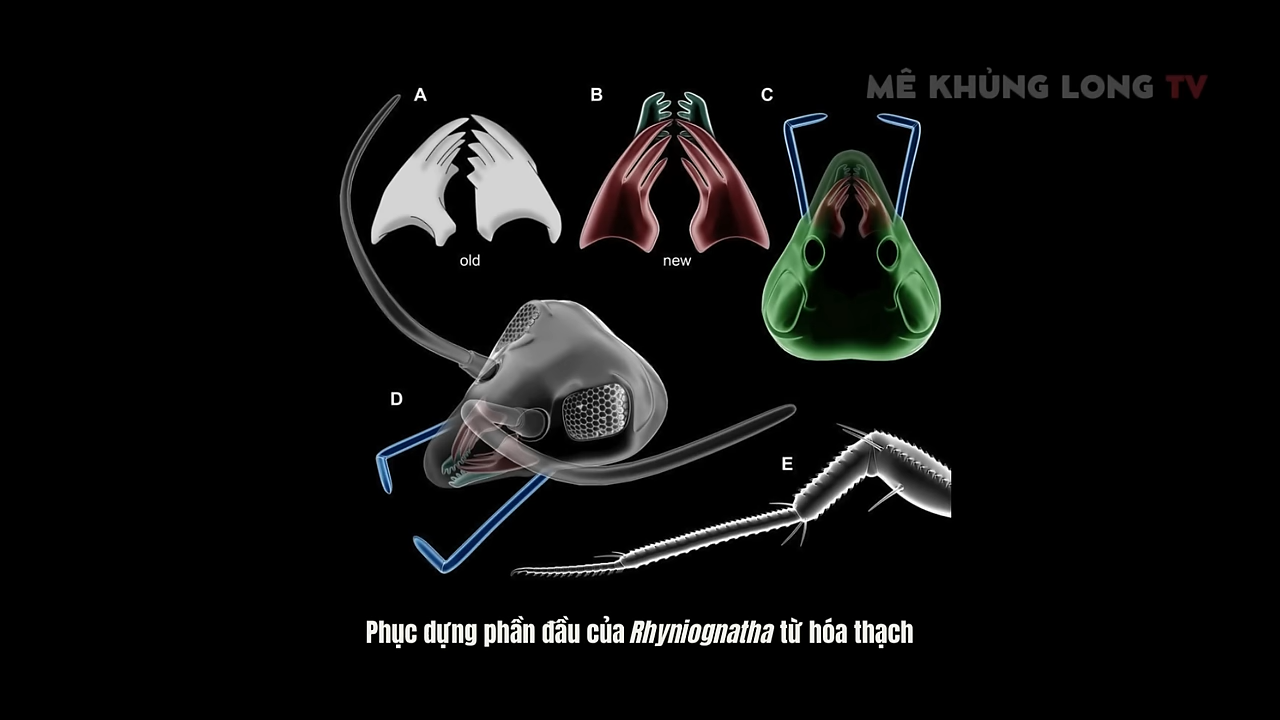 MÊ KHỦNG LONG TV
A
B
C
old
new
D
E
Phục dựng phần đầu của Rhyniognatha từ hóa thạch